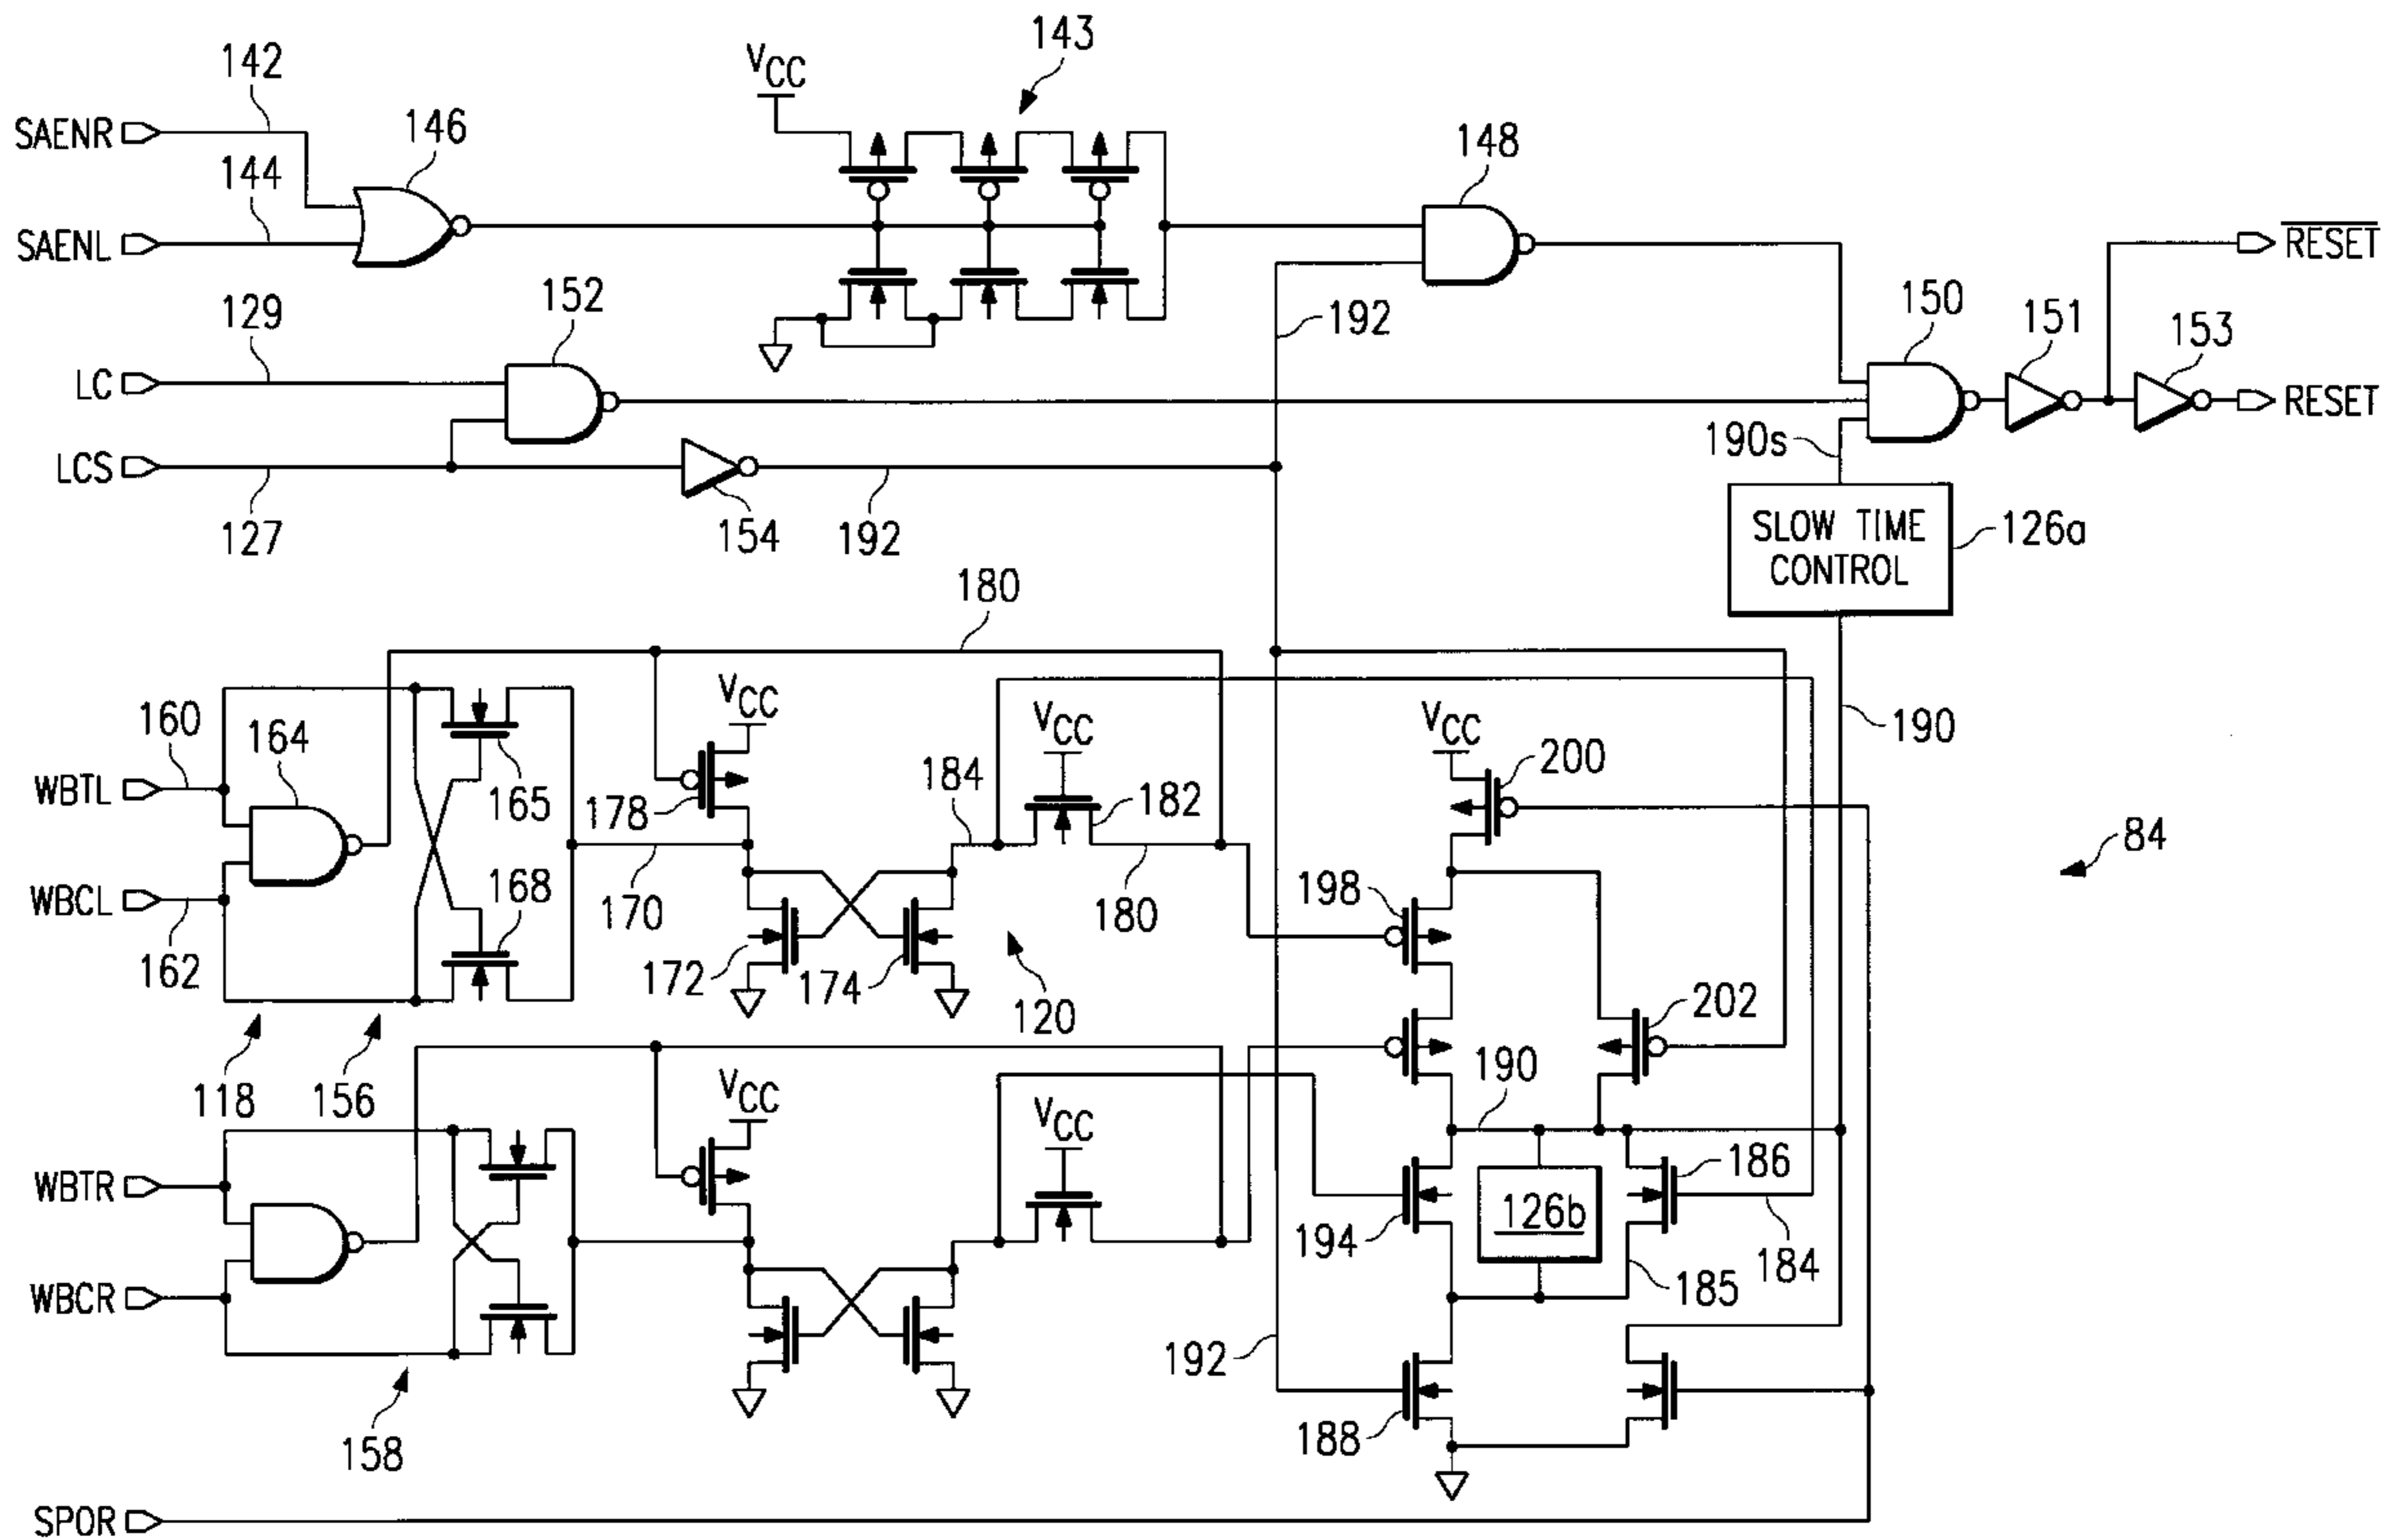 142
SAENR
144
SAENL
146
VCC
143
148
RESET
129
152
192
150
151
153
LC
RESET
190s
LCS
127
154
192
SLOW TIME
CONTROL
126a
180
160
164
WBTL
165
VCC
178
184
VCC
182
VCC
200
190
84
WBCL
162
168
170
172
174
120
180
198
202
118
156
WBTR
VCC
VCC
190
186
126b
194
185
184
WBCR
158
192
188
SPOR